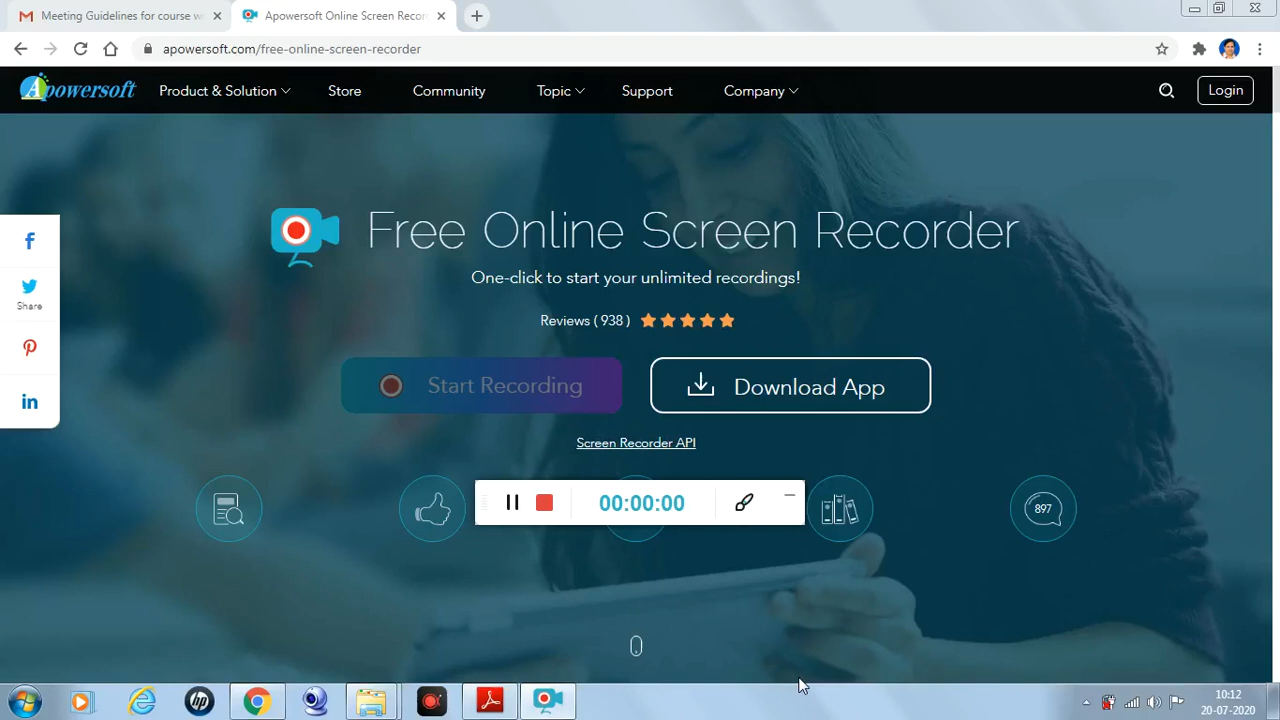 Meeting Guidelines for course w
Apowersoft Online Screen Recor
apowersoft.com/free-online-screen-recorder
Apowersoft
Product & Solution
Store
Community
Topic
Support
Company
Login
Free Online Screen Recorder
One-click to start your unlimited recordings!
Reviews ( 938 )
Share
Start Recording
Download App
Screen Recorder API
00:00:00
897
10:12
20-07-2020